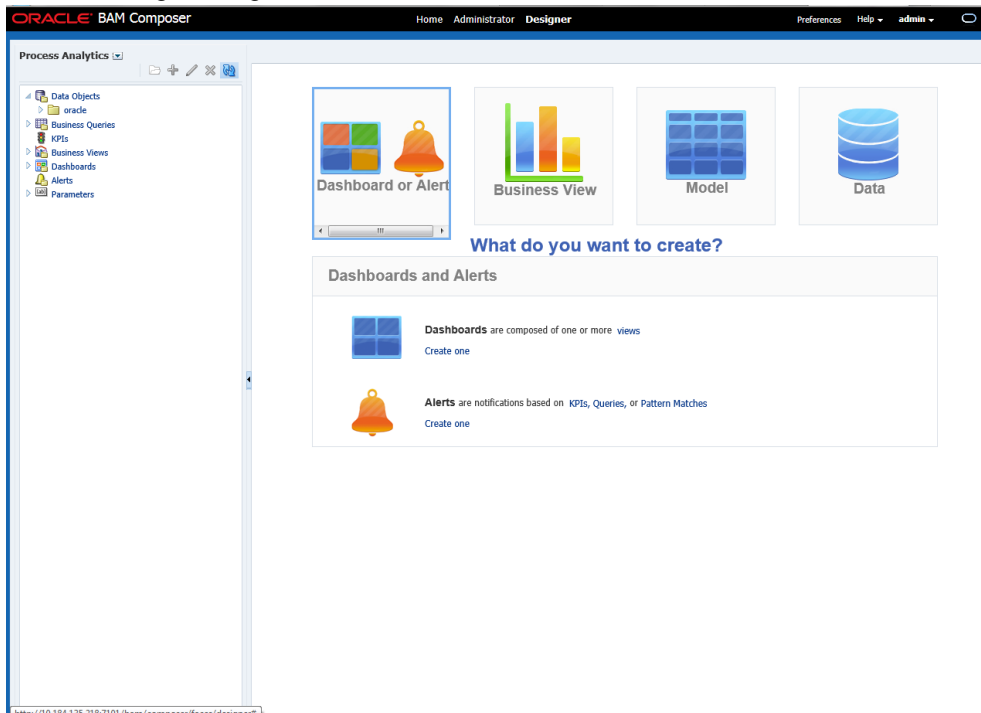 ORACLE BAM Composer
Home Administrator Designer
Preferences Help admin
Process Analytics
Data Objects
oracle
Business Queries
KPIs
Business Views
Dashboards
Alerts
Parameters
Dashboard or Alert
Business View
Model
Data
What do you want to create?
Dashboards and Alerts
Dashboards are composed of one or more views
Create one
Alerts are notifications based on KPIs, Queries, or Pattern Matches
Create one